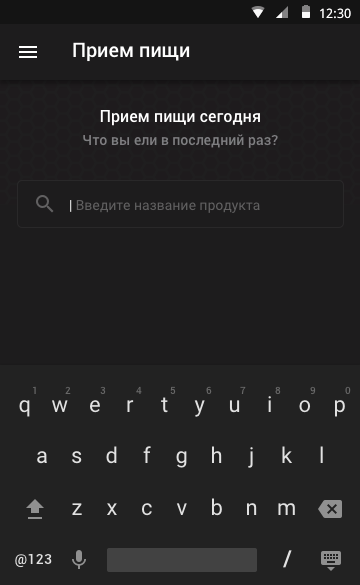 12:30
Прием пищи
Прием пищи сегодня
Что вы ели в последний раз?
Введите название продукта
1 2 3 4 5 6 7 8 9 0
q w e r t y u i o p
a s d f g h j k l
z x c v b n m
@123 /